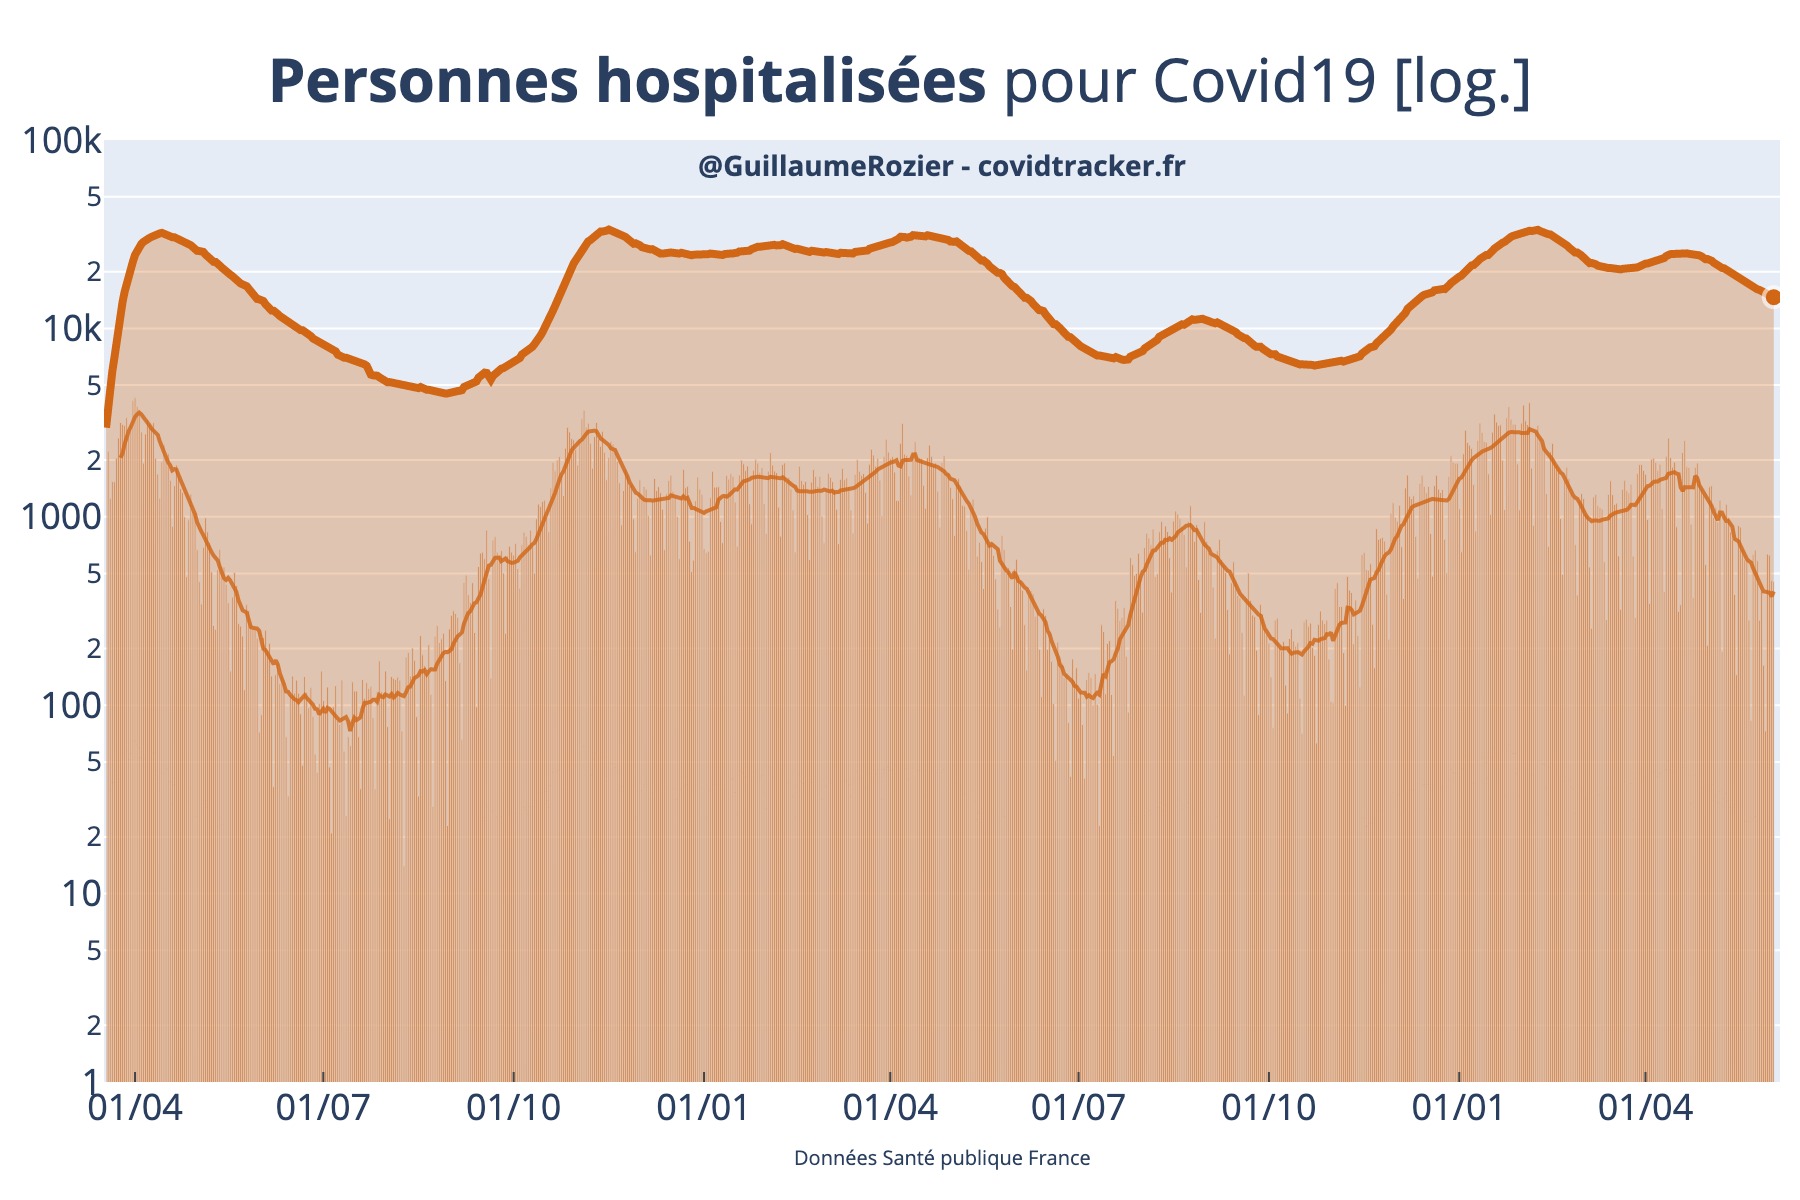 Personnes hospitalisées pour Covid19 [log.]
@GuillaumeRozier - covidtracker.fr
100k
5
2
10k
5
2
1000
5
2
100
5
2
10
5
2
1
01/04 01/07 01/10 01/01 01/04 01/07 01/10 01/01 01/04
Données Santé publique France